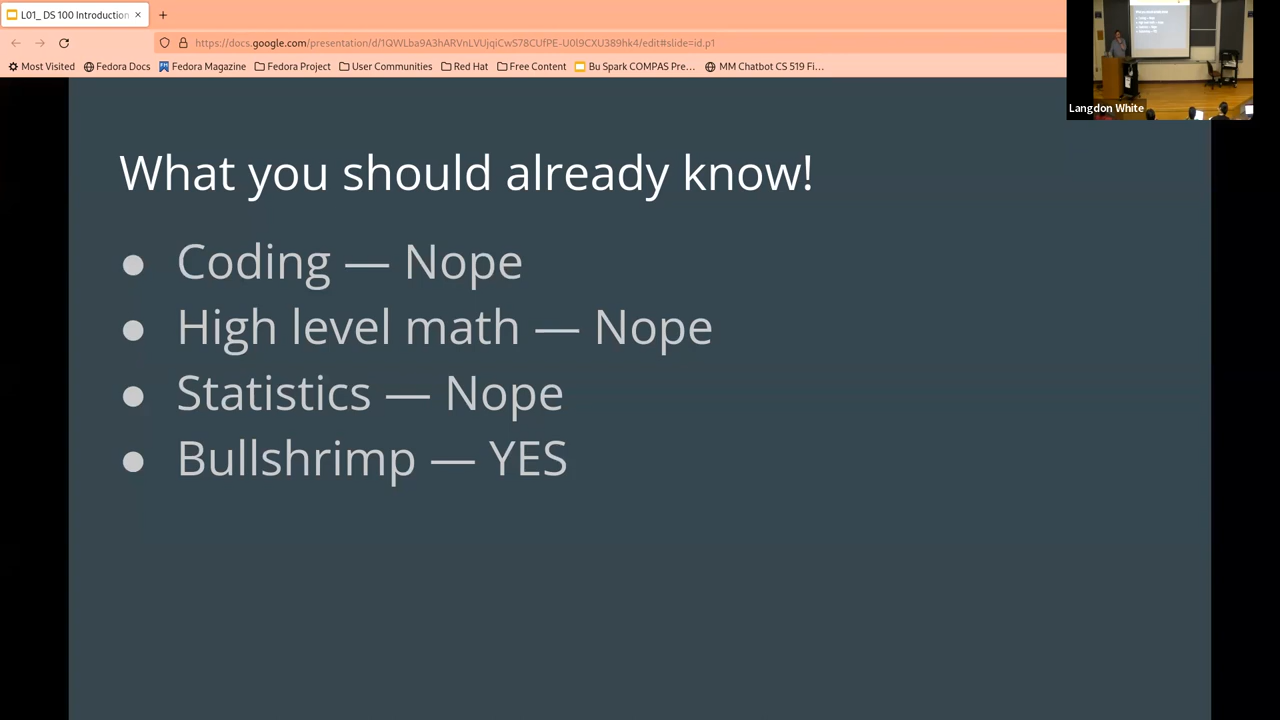 L01_ DS 100 Introduction
https://docs.google.com/presentation/d/1QWLba9A3hARVnLVUjqiCwS78CUfPE-U0l9CXU389hk4/edit#slide=id.p1
Most Visited Fedora Docs Fedora Magazine Fedora Project User Communities Red Hat Free Content Bu Spark COMPAS Pre... MM Chatbot CS 519 Fi...
Langdon White
What you should already know!
● Coding — Nope
● High level math — Nope
● Statistics — Nope
● Bullshrimp — YES